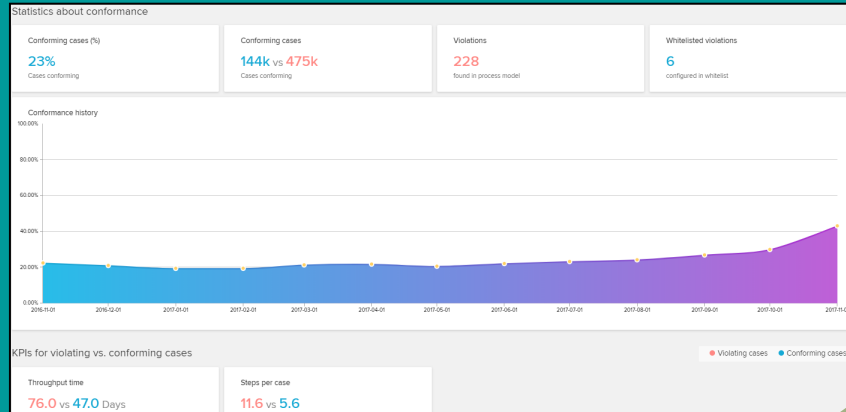 Statistics about conformance
Conforming cases (%)
23%
Cases conforming
Conforming cases
144k vs 475k
Cases conforming
Violations
228
found in process model
Whitelisted violations
6
configured in whitelist
Conformance history
100.00%
80.00%
60.00%
40.00%
20.00%
0.00%
2016-11-01 2016-12-01 2017-01-01 2017-02-01 2017-03-01 2017-04-01 2017-05-01 2017-06-01 2017-07-01 2017-08-01 2017-09-01 2017-10-01 2017-11-0
KPIs for violating vs. conforming cases
Violating cases Conforming cases
Throughput time
76.0 vs 47.0 Days
Steps per case
11.6 vs 5.6